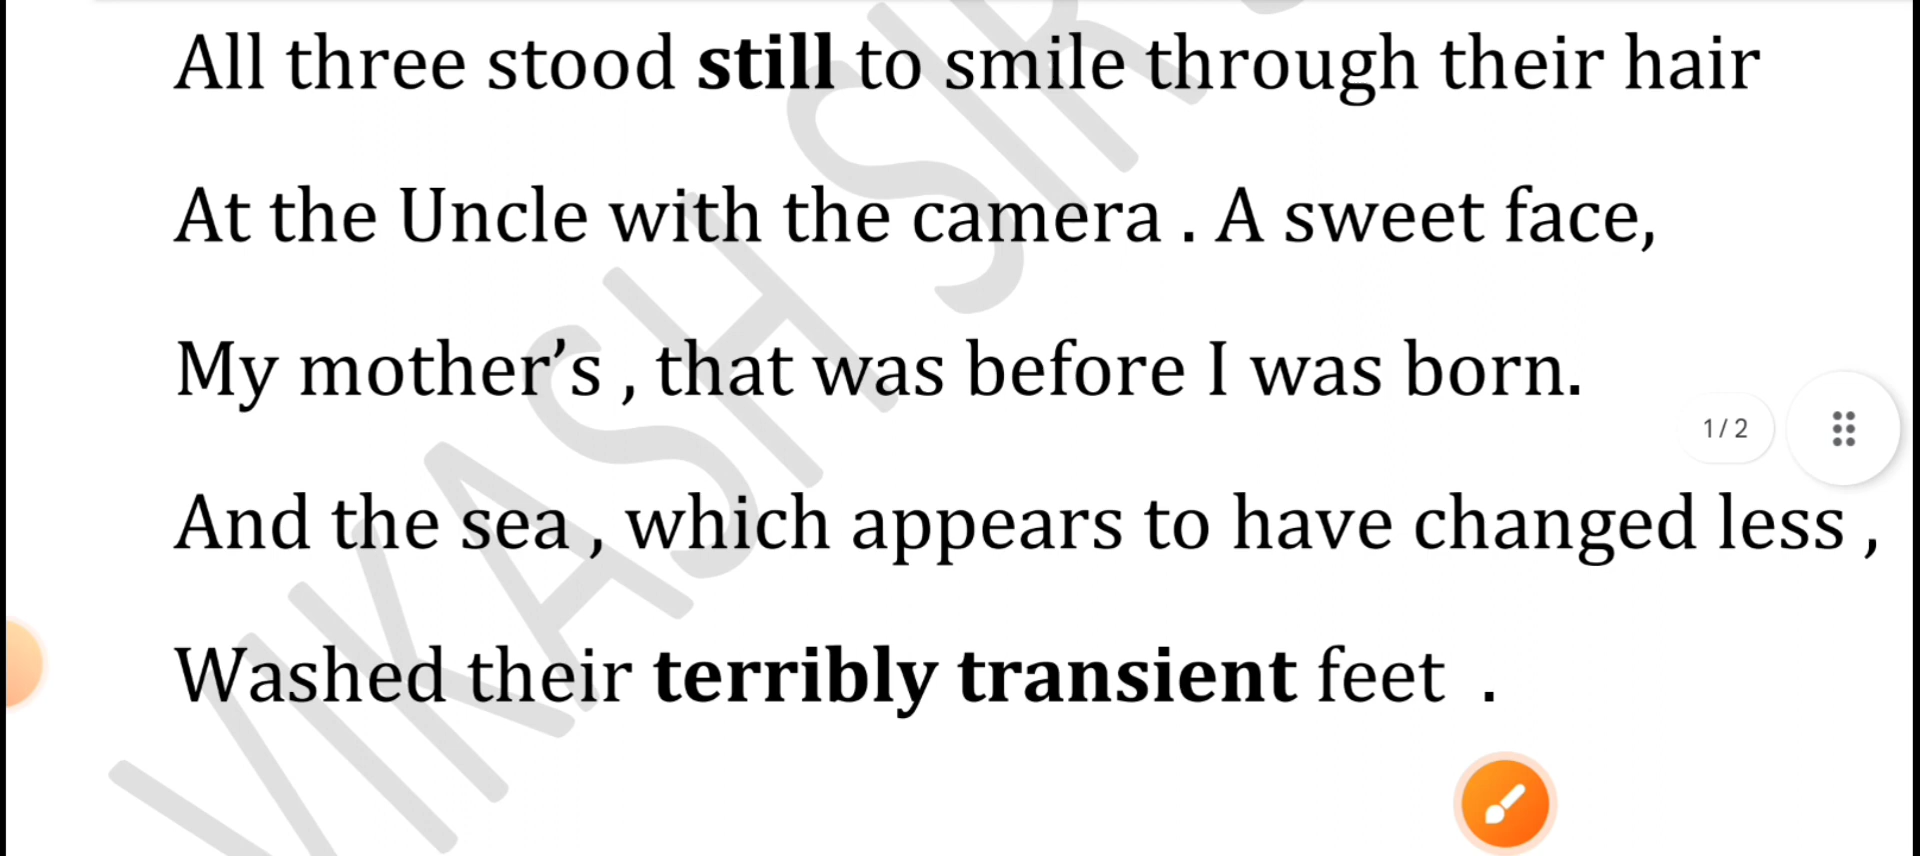 All three stood still to smile through their hair
At the Uncle with the camera . A sweet face,
My mother’s , that was before I was born.
1/2
And the sea , which appears to have changed less ,
Washed their terribly transient feet .
VIKASH SIR